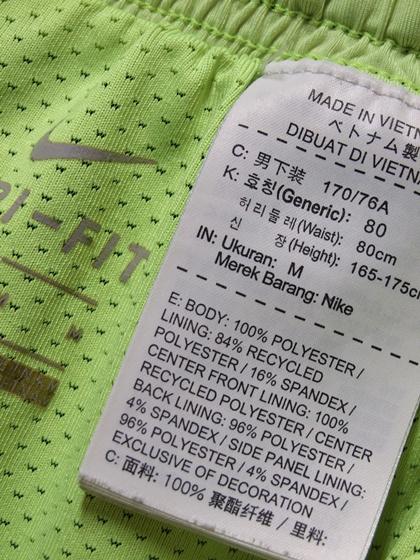 RI-FIT
M
MADE IN VIET
ベトナム製
DIBUAT DI VIETNA
C: 男下装 170/76A
K: 호칭(Generic): 80
허리둘레(Waist): 80cm
신 장(Height): 165-175cm
IN: Ukuran: M
Merek Barang: Nike
E: BODY: 100% POLYESTER /
LINING: 84% RECYCLED
POLYESTER / 16% SPANDEX /
CENTER FRONT LINING: 100%
RECYCLED POLYESTER /
BACK LINING: 96% POLYESTER /
4% SPANDEX / CENTER
96% POLYESTER / SIDE PANEL LINING:
4% SPANDEX /
EXCLUSIVE OF DECORATION
C: 面料: 100% 聚酯纤维 / 里料: